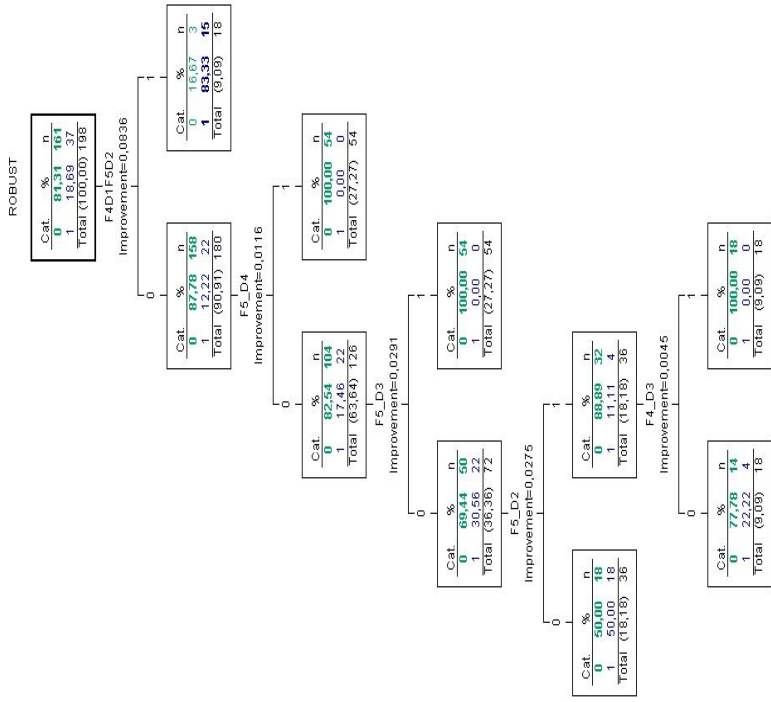 ROBUST
Cat. % n
0 81,31 161
1 18,69 37
Total (100,00) 198
F4D1F5D2
Improvement=0,0836
0
1
Cat. % n
0 87,78 158
1 12,22 22
Total (90,91) 180
Cat. % n
0 16,67 3
1 83,33 15
Total (9,09) 18
F5_D4
Improvement=0,0116
0
1
Cat. % n
0 82,54 104
1 17,46 22
Total (63,64) 126
Cat. % n
0 100,00 54
1 0,00 0
Total (27,27) 54
F5_D3
Improvement=0,0291
0
1
Cat. % n
0 69,44 50
1 30,56 22
Total (36,36) 72
Cat. % n
0 100,00 54
1 0,00 0
Total (27,27) 54
F5_D2
Improvement=0,0275
0
1
Cat. % n
0 50,00 18
1 50,00 18
Total (18,18) 36
Cat. % n
0 88,89 32
1 11,11 4
Total (18,18) 36
F4_D3
Improvement=0,0045
0
1
Cat. % n
0 77,78 14
1 22,22 4
Total (9,09) 18
Cat. % n
0 100,00 18
1 0,00 0
Total (9,09) 18